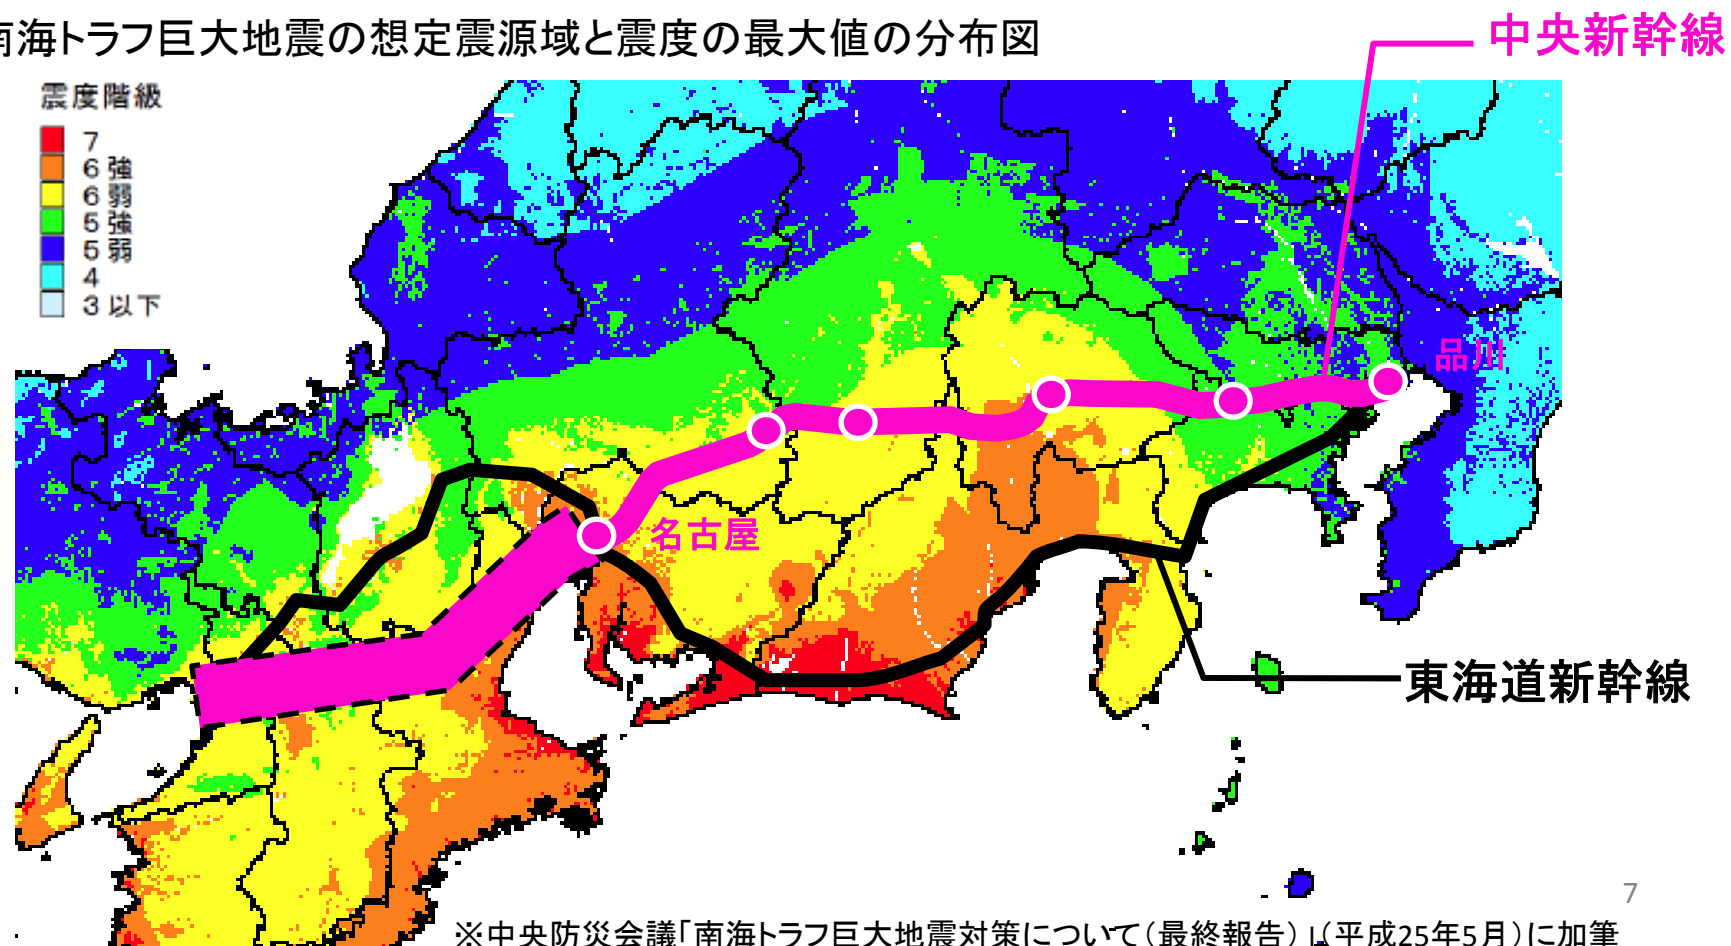 海トラフ巨大地震の想定震源域と震度の最大値の分布図
中央新幹線
震度階級
7
6強
6弱
5強
5弱
4
3以下
品川
名古屋
東海道新幹線
7
※中央防災会議「南海トラフ巨大地震対策について(最終報告)」(平成25年5月)に加筆